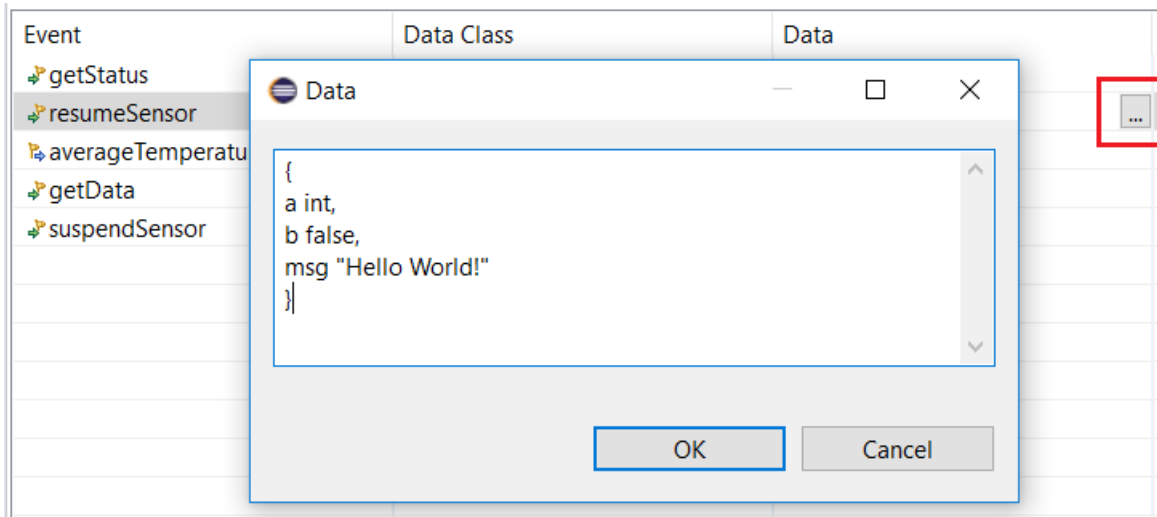 Event Data Class Data
getStatus
Data
resumeSensor
...
averageTemperatu
{
getData
a int,
suspendSensor
b false,
msg "Hello World!"
}
OK Cancel